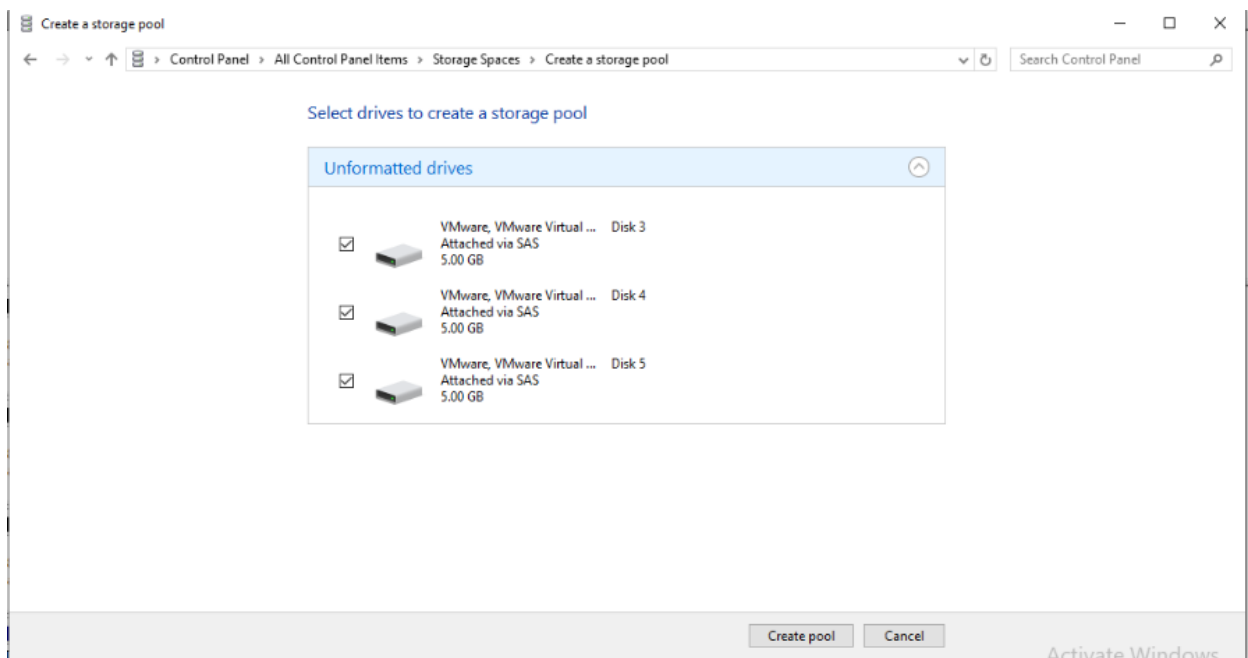 Create a storage pool
Control Panel > All Control Panel Items > Storage Spaces > Create a storage pool
Search Control Panel
Select drives to create a storage pool
Unformatted drives
VMware, VMware Virtual ... Disk 3
Attached via SAS
5.00 GB
VMware, VMware Virtual ... Disk 4
Attached via SAS
5.00 GB
VMware, VMware Virtual ... Disk 5
Attached via SAS
5.00 GB
Create pool Cancel
Activate Windows